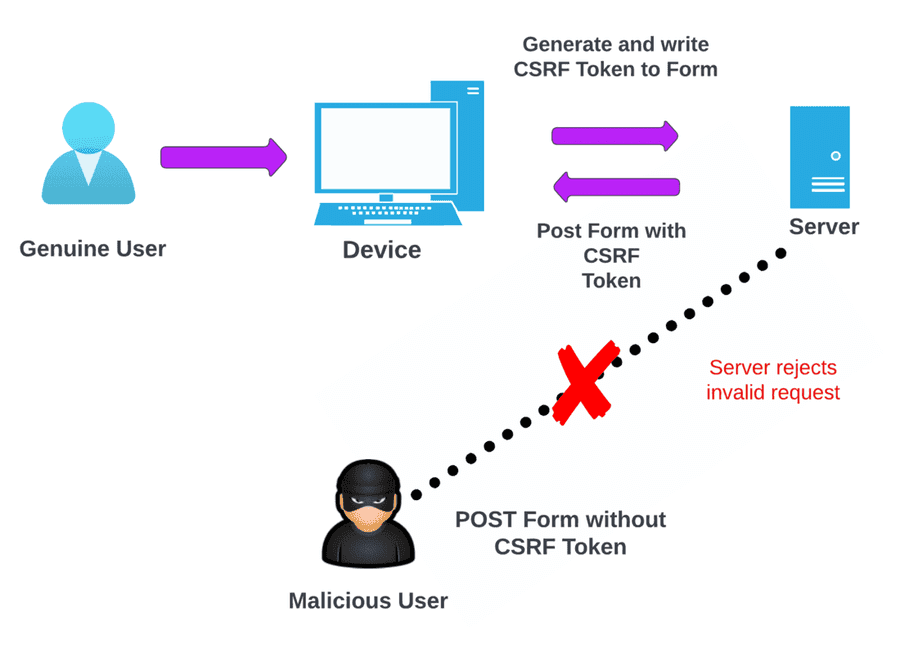 Generate and write
CSRF Token to Form
Genuine User
Device
Server
Post Form with
CSRF
Token
Server rejects
invalid request
POST Form without
CSRF Token
Malicious User